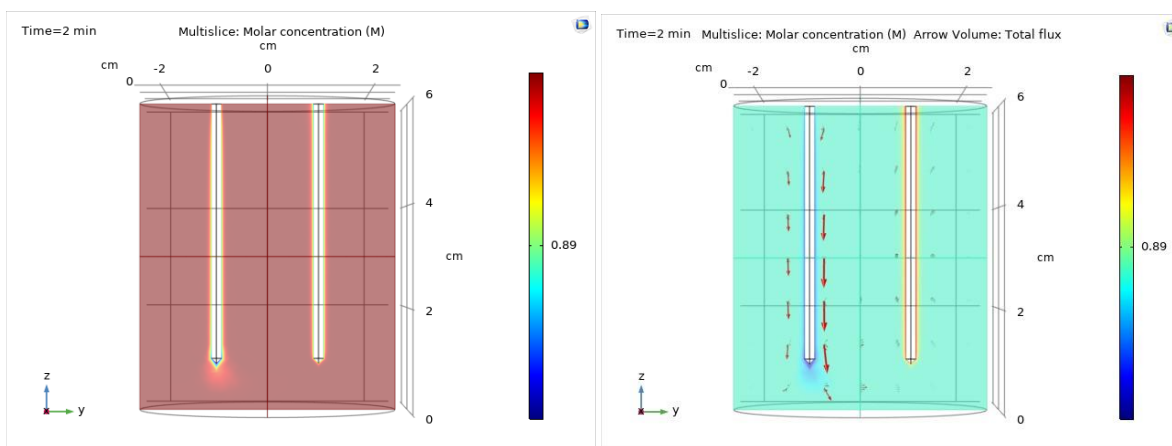 Time=2 min Multislice: Molar concentration (M)
cm
cm -2 0 2
0
6
4
0.89
cm
2
0
z
y
x
Time=2 min Multislice: Molar concentration (M) Arrow Volume: Total flux
cm
cm -2 0 2
0
6
4
0.89
cm
2
0
z
y
x